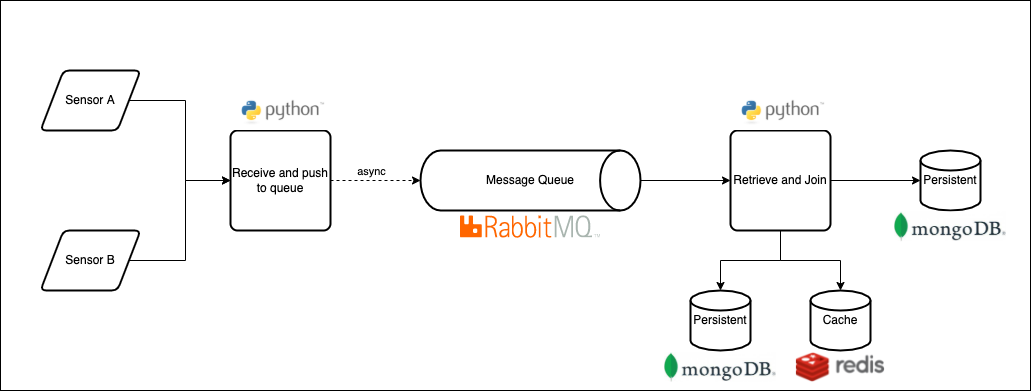 Sensor A
python™
Receive and push
to queue
async
Message Queue
RabbitMQ
python™
Retrieve and Join
Persistent
mongoDB®
Sensor B
Persistent
mongoDB®
Cache
redis